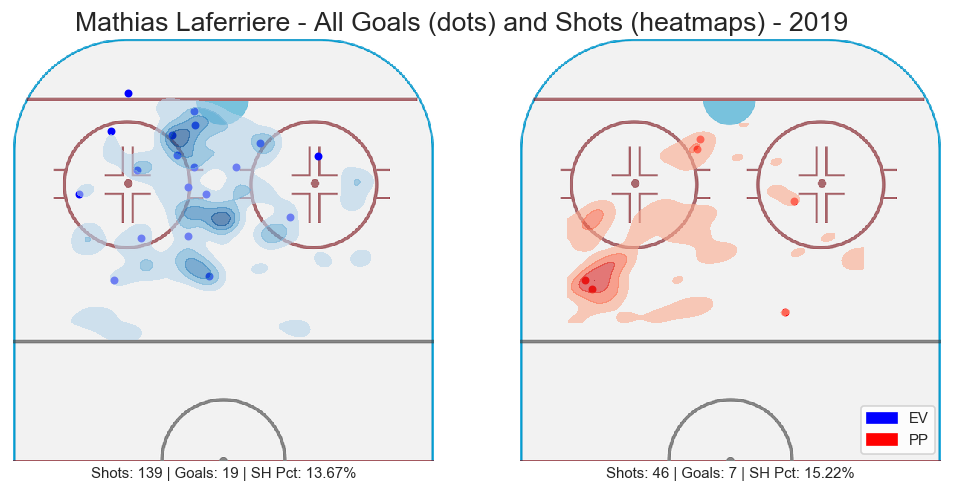 Mathias Laferriere - All Goals (dots) and Shots (heatmaps) - 2019
EV
PP
Shots: 139 | Goals: 19 | SH Pct: 13.67%
Shots: 46 | Goals: 7 | SH Pct: 15.22%